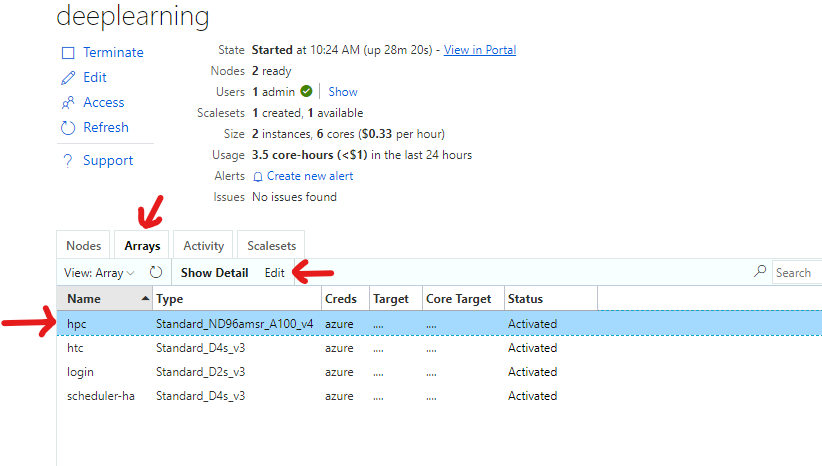 deeplearning
Terminate
Edit
Access
Refresh
? Support
State Started at 10:24 AM (up 28m 20s) - View in Portal
Nodes 2 ready
Users 1 admin Show
Scalesets 1 created, 1 available
Size 2 instances, 6 cores ($0.33 per hour)
Usage 3.5 core-hours (<$1) in the last 24 hours
Alerts Create new alert
Issues No issues found
Nodes Arrays Activity Scalesets
View: Array Show Detail Edit Search
Name Type Creds Target Core Target Status
hpc Standard_ND96amsr_A100_v4 azure .... .... Activated
htc Standard_D4s_v3 azure .... .... Activated
login Standard_D2s_v3 azure .... .... Activated
scheduler-ha Standard_D4s_v3 azure .... .... Activated